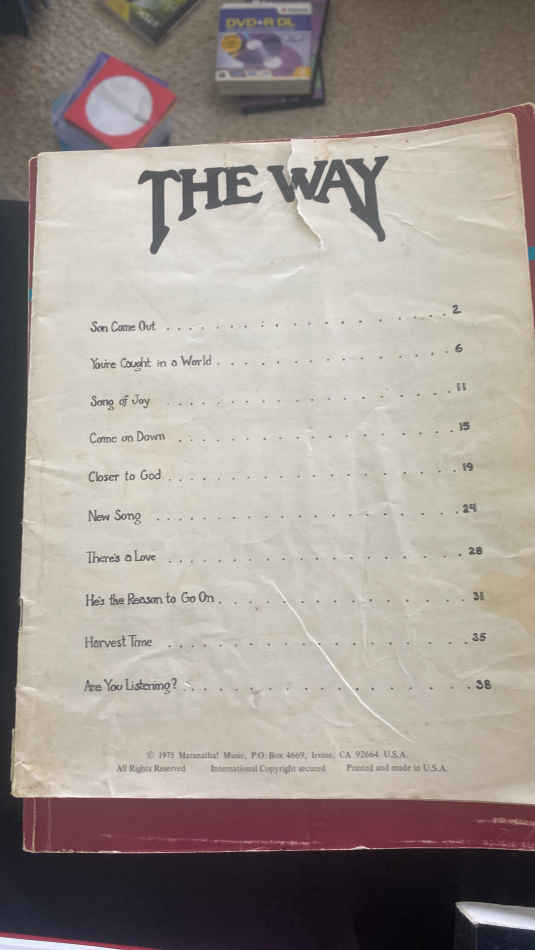 DVD+R DL
THE WAY
Son Came Out . . . . . . . . . . . . . . 2
You're Caught in a World . . . . . . . . . . . . 6
Song of Joy . . . . . . . . . . . . . . 11
Come on Down . . . . . . . . . . . . . . 15
Closer to God . . . . . . . . . . . . . . 19
New Song . . . . . . . . . . . . . . 24
There's a Love . . . . . . . . . . . . . . 28
He's the Reason to Go On . . . . . . . . . . . . 31
Harvest Time . . . . . . . . . . . . . . 35
Are You Listening? . . . . . . . . . . . . . 38
© 1975 Maranatha! Music, P.O. Box 4669, Irvine, CA 92664 U.S.A.
All Rights Reserved International Copyright secured Printed and made in U.S.A.